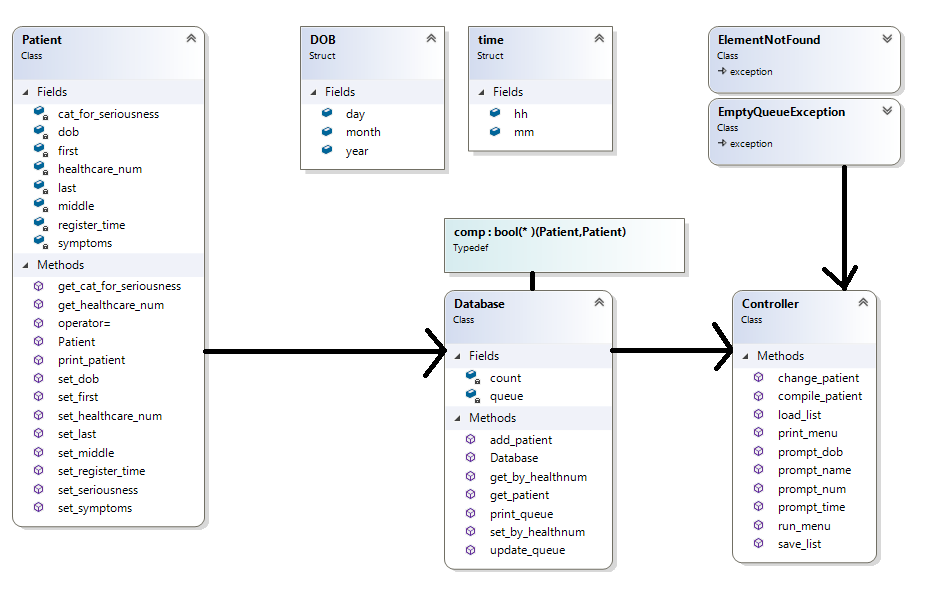 Patient
Class
Fields
cat_for_seriousness
dob
first
healthcare_num
last
middle
register_time
symptoms
Methods
get_cat_for_seriousness
get_healthcare_num
operator=
Patient
print_patient
set_dob
set_first
set_healthcare_num
set_last
set_middle
set_register_time
set_seriousness
set_symptoms
DOB
Struct
Fields
day
month
year
time
Struct
Fields
hh
mm
ElementNotFound
Class
exception
EmptyQueueException
Class
exception
comp : bool(* )(Patient,Patient)
Typedef
Database
Class
Fields
count
queue
Methods
add_patient
Database
get_by_healthnum
get_patient
print_queue
set_by_healthnum
update_queue
Controller
Class
Methods
change_patient
compile_patient
load_list
print_menu
prompt_dob
prompt_name
prompt_num
prompt_time
run_menu
save_list